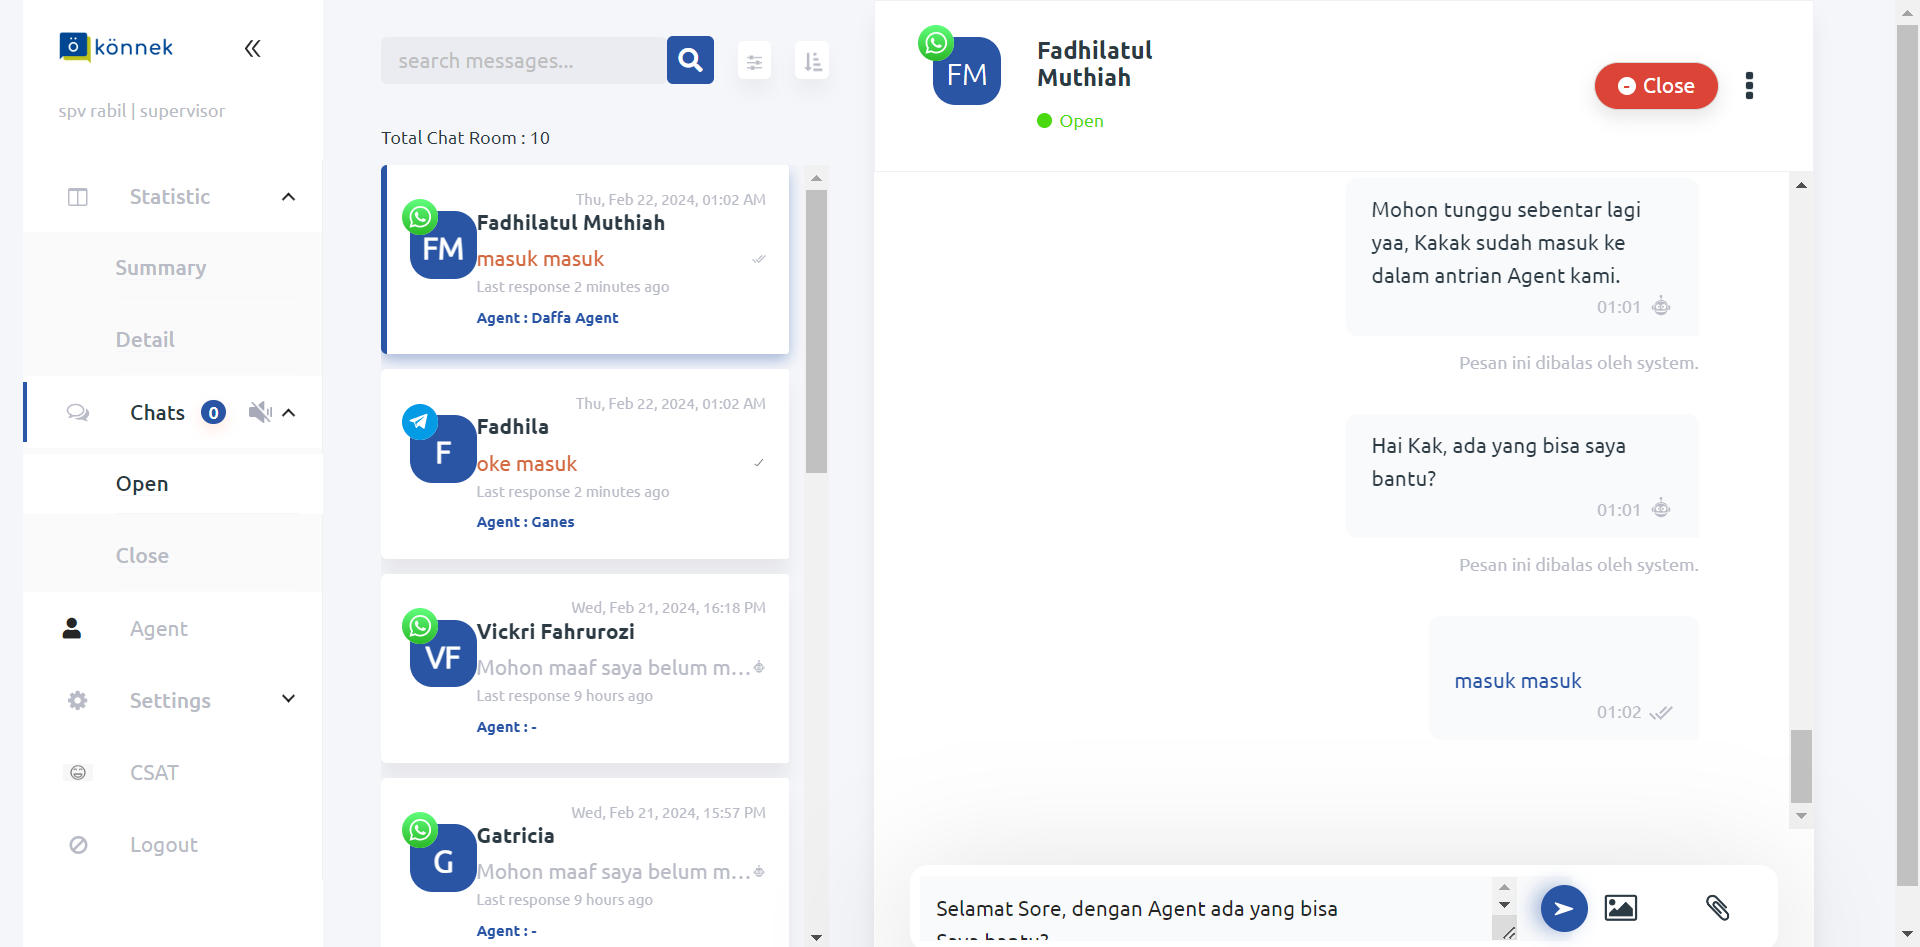 könnek
spv rabil | supervisor
Statistic
Summary
Detail
Chats 0
Open
Close
Agent
Settings
CSAT
Logout
search messages...
Total Chat Room : 10
Thu, Feb 22, 2024, 01:02 AM
FM
Fadhilatul Muthiah
masuk masuk
Last response 2 minutes ago
Agent : Daffa Agent
Thu, Feb 22, 2024, 01:02 AM
F
Fadhila
oke masuk
Last response 2 minutes ago
Agent : Ganes
Wed, Feb 21, 2024, 16:18 PM
VF
Vickri Fahrurozi
Mohon maaf saya belum m...
Last response 9 hours ago
Agent : -
Wed, Feb 21, 2024, 15:57 PM
G
Gatricia
Mohon maaf saya belum m...
Last response 9 hours ago
Agent : -
FM
Fadhilatul
Muthiah
Open
Close
Mohon tunggu sebentar lagi
yaa, Kakak sudah masuk ke
dalam antrian Agent kami.
01:01
Pesan ini dibalas oleh system.
Hai Kak, ada yang bisa saya
bantu?
01:01
Pesan ini dibalas oleh system.
masuk masuk
01:02
Selamat Sore, dengan Agent ada yang bisa
Saya bantu?